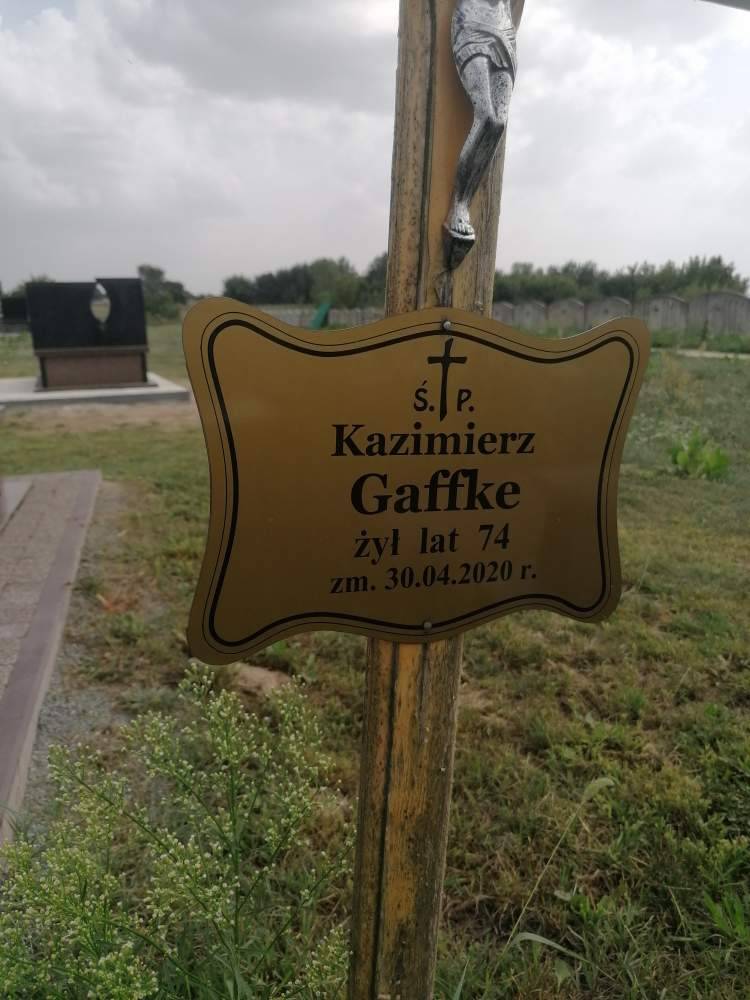 Ś. P.
Kazimierz
Gaffke
żył lat 74
zm. 30.04.2020 r.